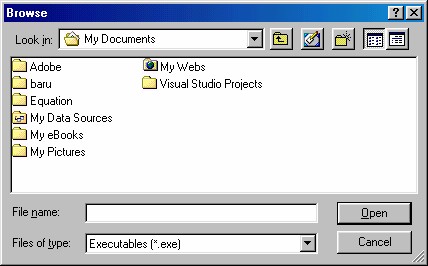 Browse
Look in: My Documents
Adobe
baru
Equation
My Data Sources
My eBooks
My Pictures
My Webs
Visual Studio Projects
File name: Open
Files of type: Executables (*.exe) Cancel